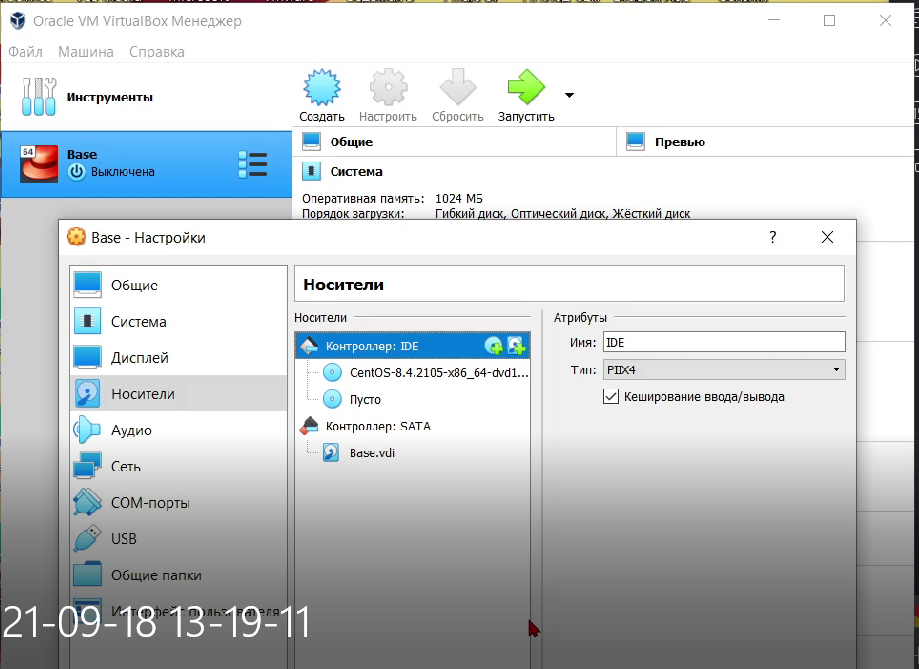 Oracle VM VirtualBox Менеджер
Файл Машина Справка
Инструменты
Создать Настроить Сбросить Запустить
64
Base
Выключена
Общие
Превью
Система
Оперативная память: 1024 МБ
Порядок загрузки: Гибкий диск, Оптический диск, Жёсткий диск
Base - Настройки
?
Общие
Система
Дисплей
Носители
Аудио
Сеть
COM-порты
USB
Общие папки
Интерфейс пользователя
Носители
Носители
Контроллер: IDE
CentOS-8.4.2105-x86_64-dvd1...
Пусто
Контроллер: SATA
Base.vdi
Атрибуты
Имя: IDE
Тип: PIIX4
Кеширование ввода/вывода
21-09-18 13-19-11